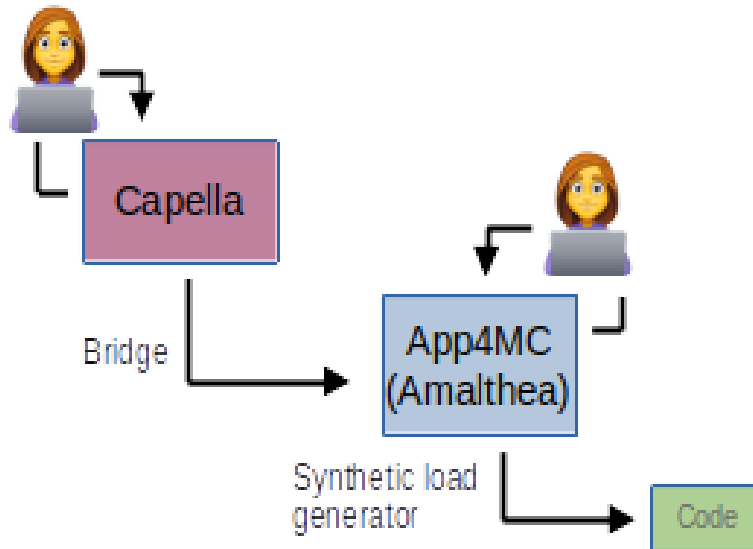 Capella
Bridge
App4MC
(Amalthea)
Synthetic load
generator
Code